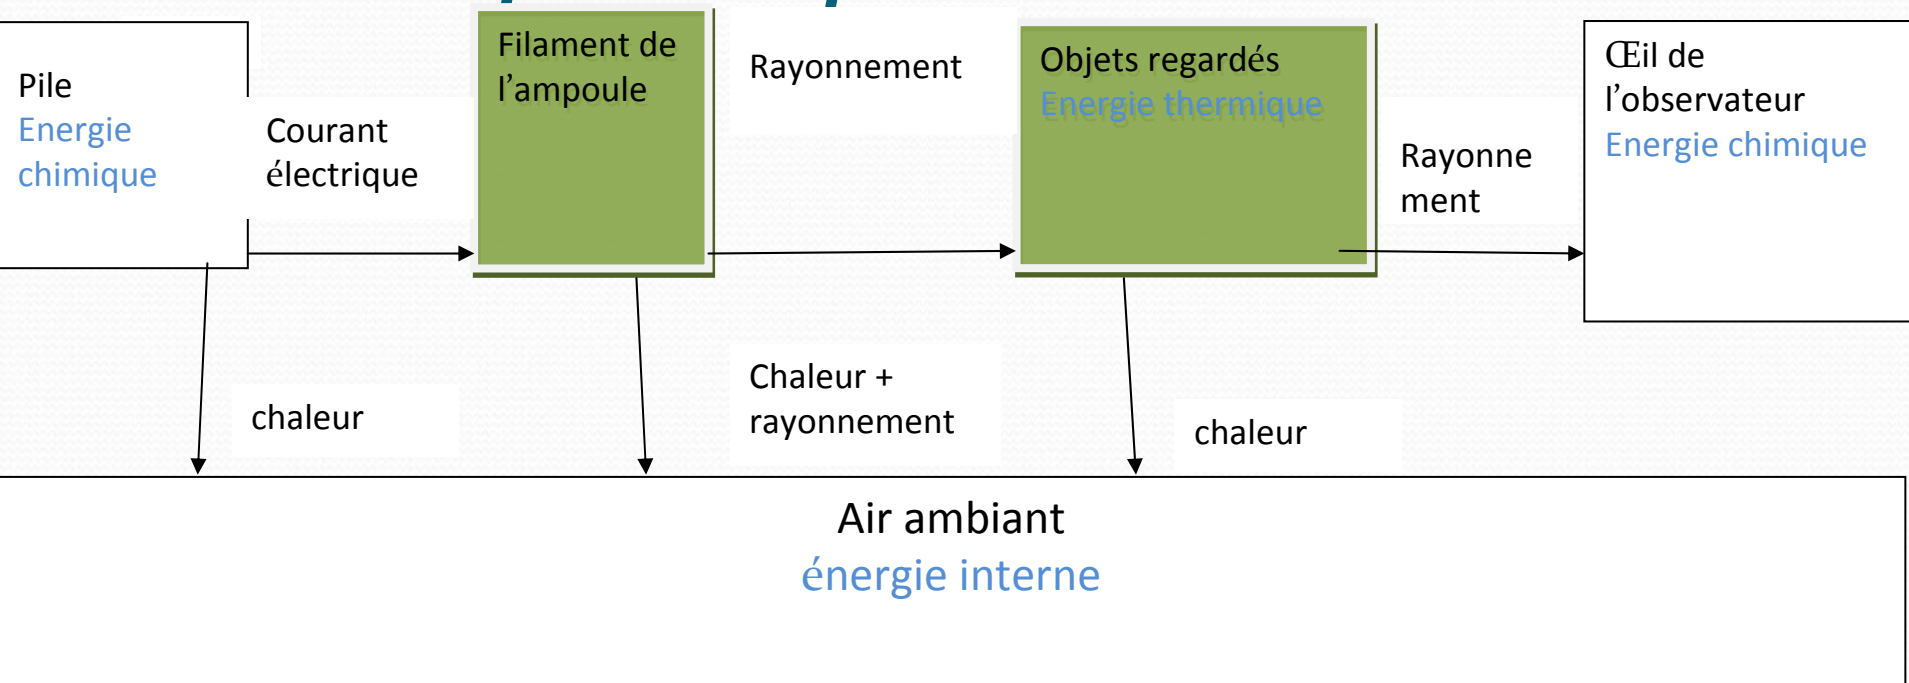 Pile
Energie
chimique
Courant
électrique
Filament de
l’ampoule
Rayonnement
Objets regardés
Energie thermique
Rayonne
ment
Œil de
l’observateur
Energie chimique
chaleur
Chaleur +
rayonnement
chaleur
Air ambiant
énergie interne